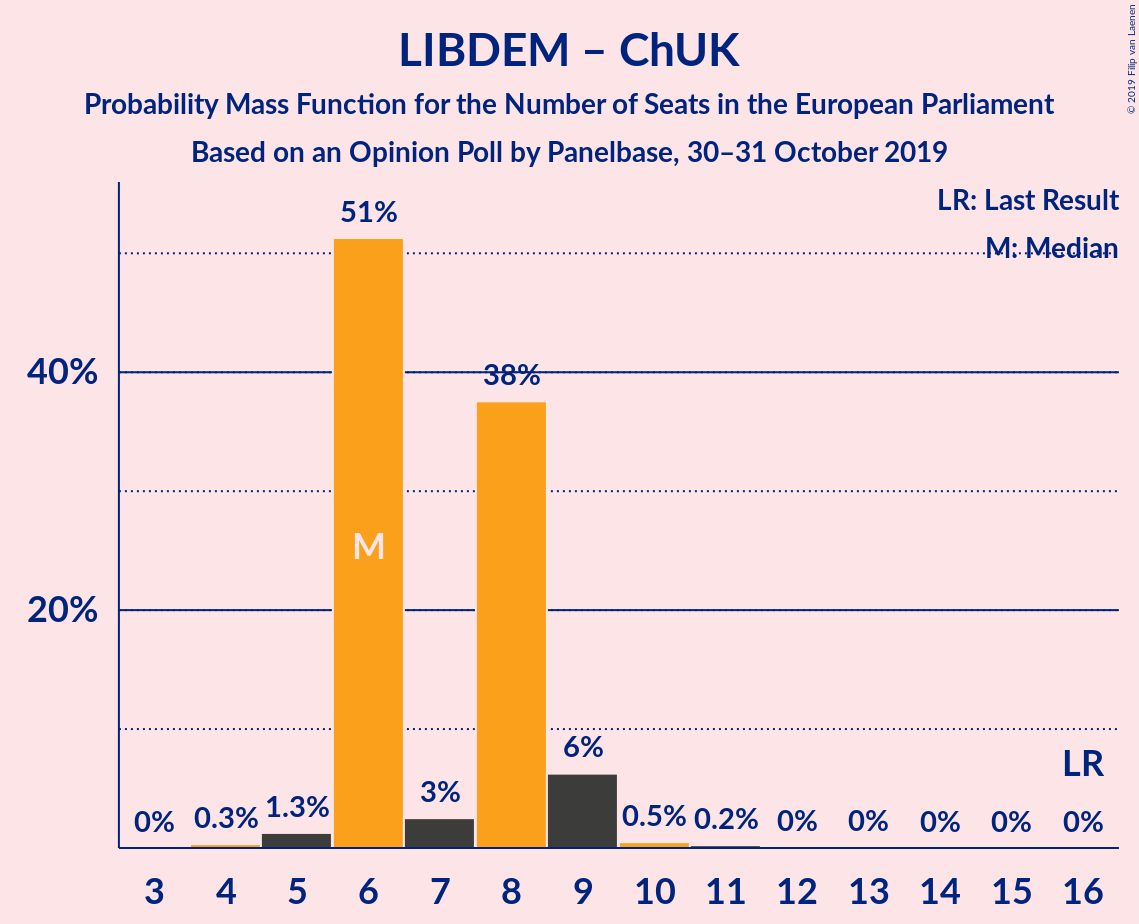 LIBDEM – ChUK
Probability Mass Function for the Number of Seats in the European Parliament
Based on an Opinion Poll by Panelbase, 30–31 October 2019
© 2019 Filip van Laenen
LR: Last Result
M: Median
40%
20%
0%
0.3%
1.3%
51%
3%
38%
6%
0.5%
0.2%
0%
0%
0%
0%
0%
M
LR
3 4 5 6 7 8 9 10 11 12 13 14 15 16